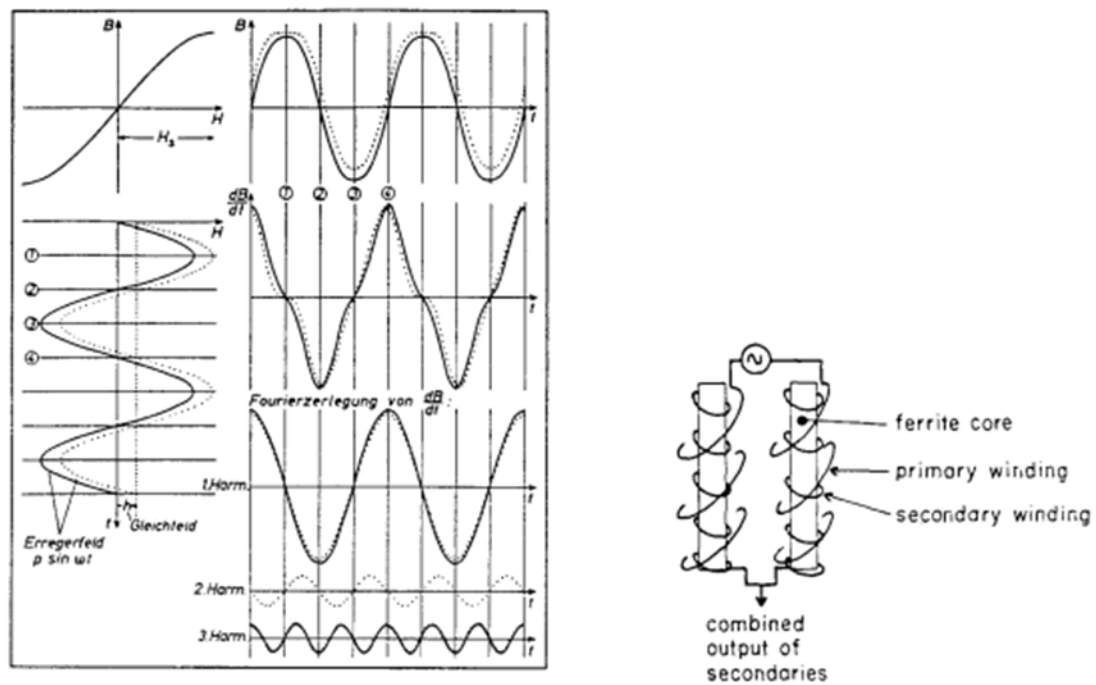 B
H
H_s
B
t
① ② ③ ④
dB/dt
t
H
①
②
③
④
h
t
Gleichfeld
Erregerfeld
p sin ωt
Fourierzerlegung von dB/dt :
1.Harm.
t
2.Harm.
t
3.Harm.
t
ferrite core
primary winding
secondary winding
combined
output of
secondaries